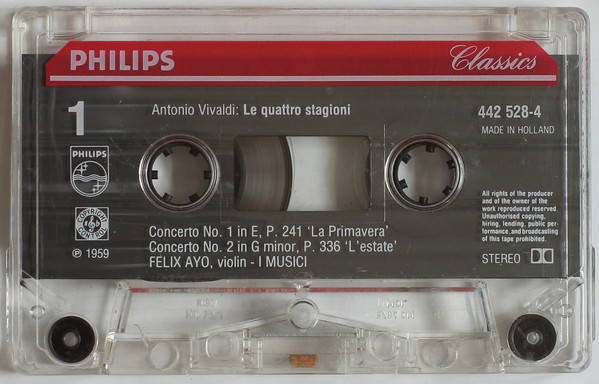 PHILIPS
Classics
1
Antonio Vivaldi: Le quattro stagioni
442 528-4
MADE IN HOLLAND
PHILIPS
COPYRIGHT
CONTROL
Concerto No. 1 in E, P. 241 ‘La Primavera’
Concerto No. 2 in G minor, P. 336 ‘L'estate’
FELIX AYO, violin - I MUSICI
℗ 1959
All rights of the producer
and of the owner of the
work reproduced reserved.
Unauthorised copying,
hiring, lending, public per-
formance, and broadcasting
of this tape prohibited.
STEREO